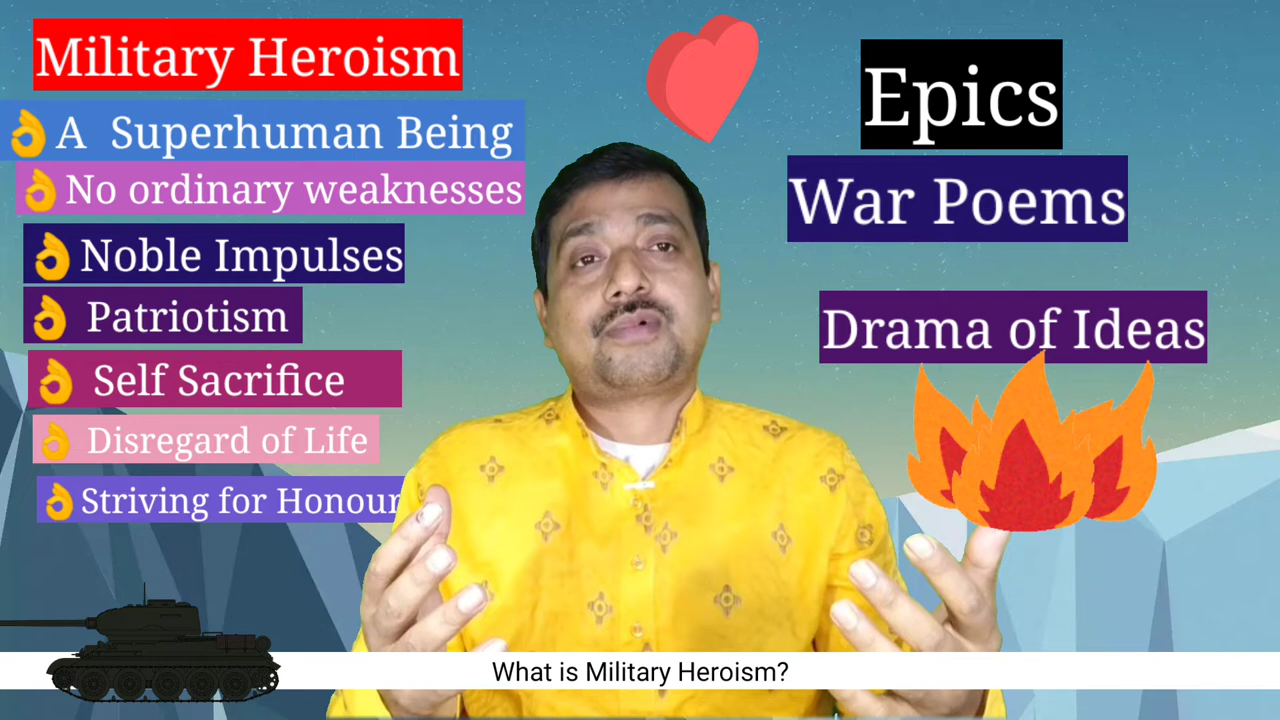 Military Heroism
A Superhuman Being
No ordinary weaknesses
Noble Impulses
Patriotism
Self Sacrifice
Disregard of Life
Striving for Honour
Epics
War Poems
Drama of Ideas
What is Military Heroism?